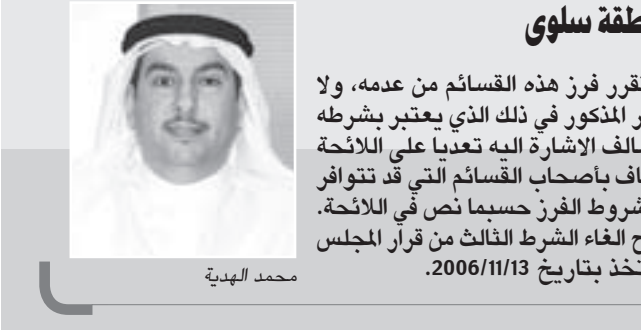 طقة سلوى
تقرر فرز هذه القسائم من عدمه، ولا
ر المذكور في ذلك الذي يعتبر بشرطه
الف الاشارة اليه تعديا على اللائحة
اف بأصحاب القسائم التي قد تتوافر
شروط الفرز حسبما نص في اللائحة.
ح الغاء الشرط الثالث من قرار المجلس
تخذ بتاريخ 2006/11/13.
محمد الهدية